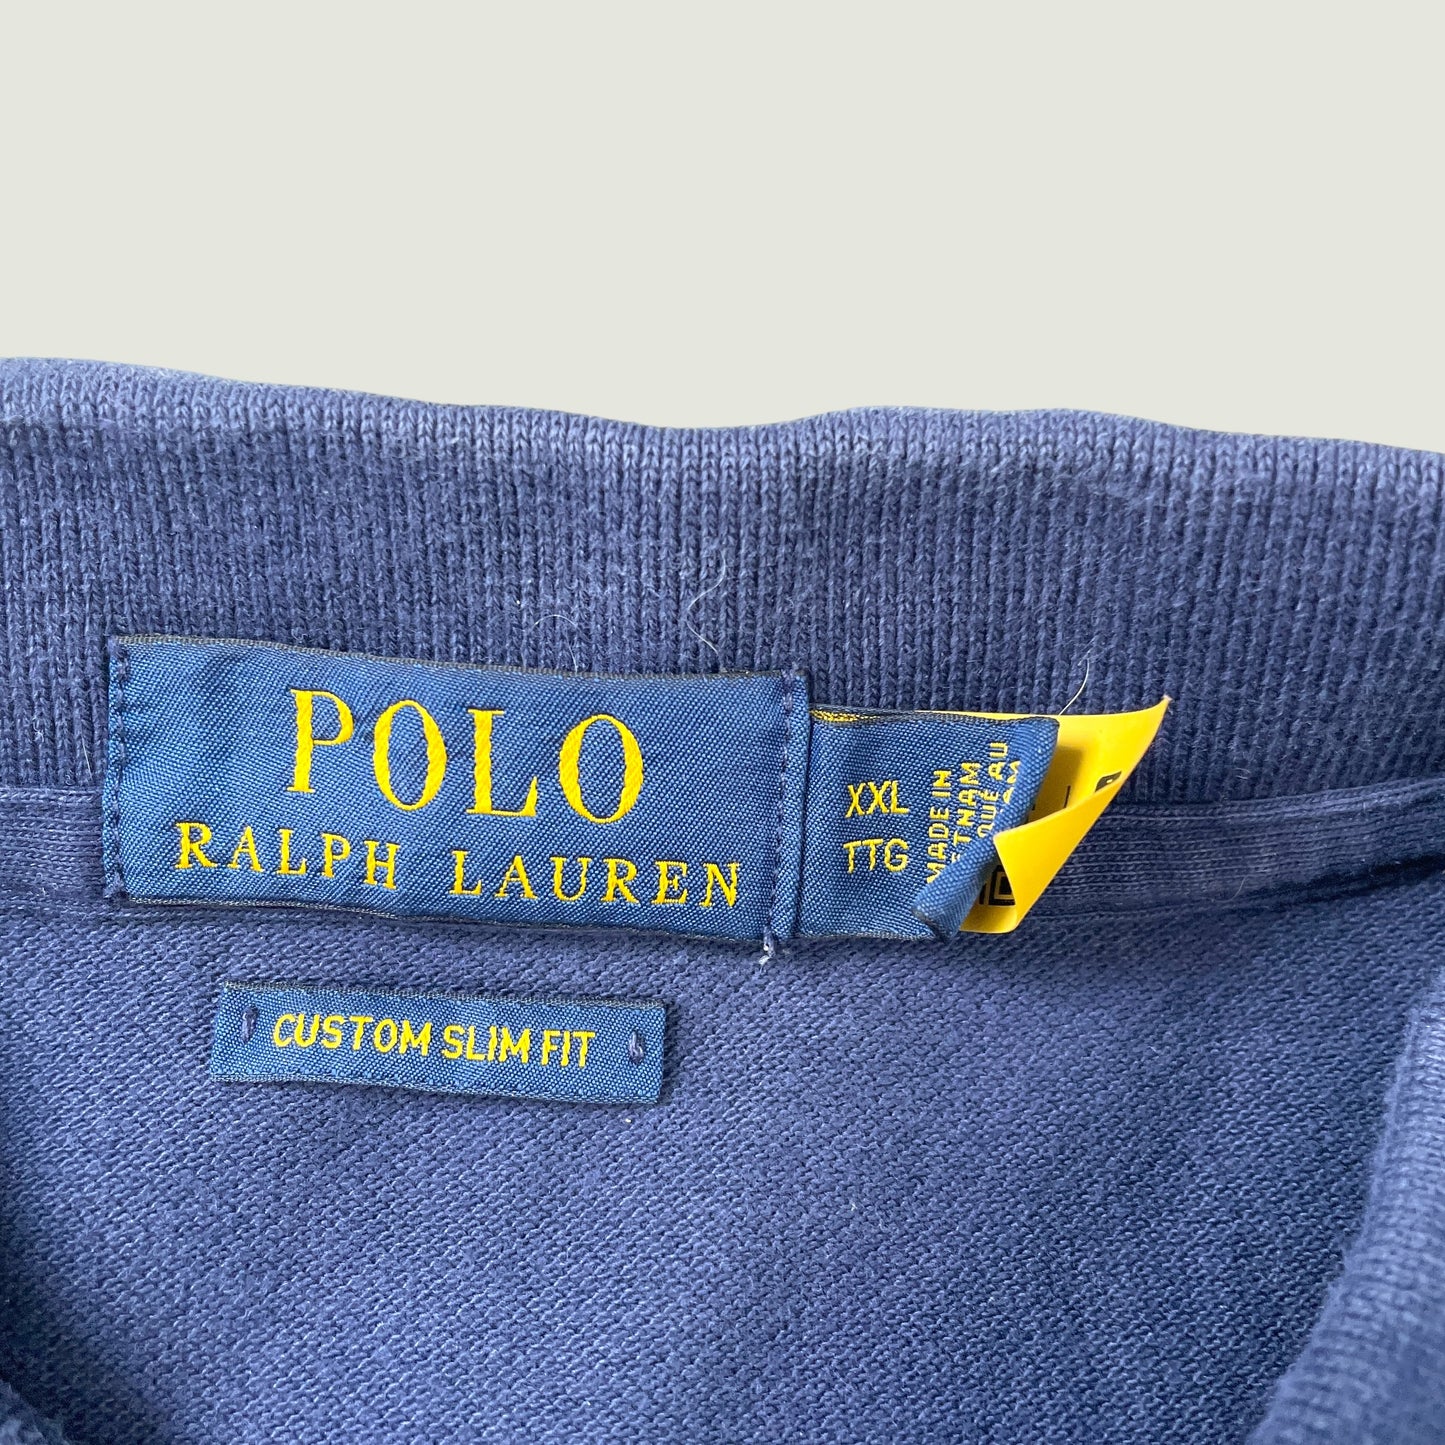 POLO
RALPH LAUREN
XXL
TTG
MADE IN
CUSTOM SLIM FIT